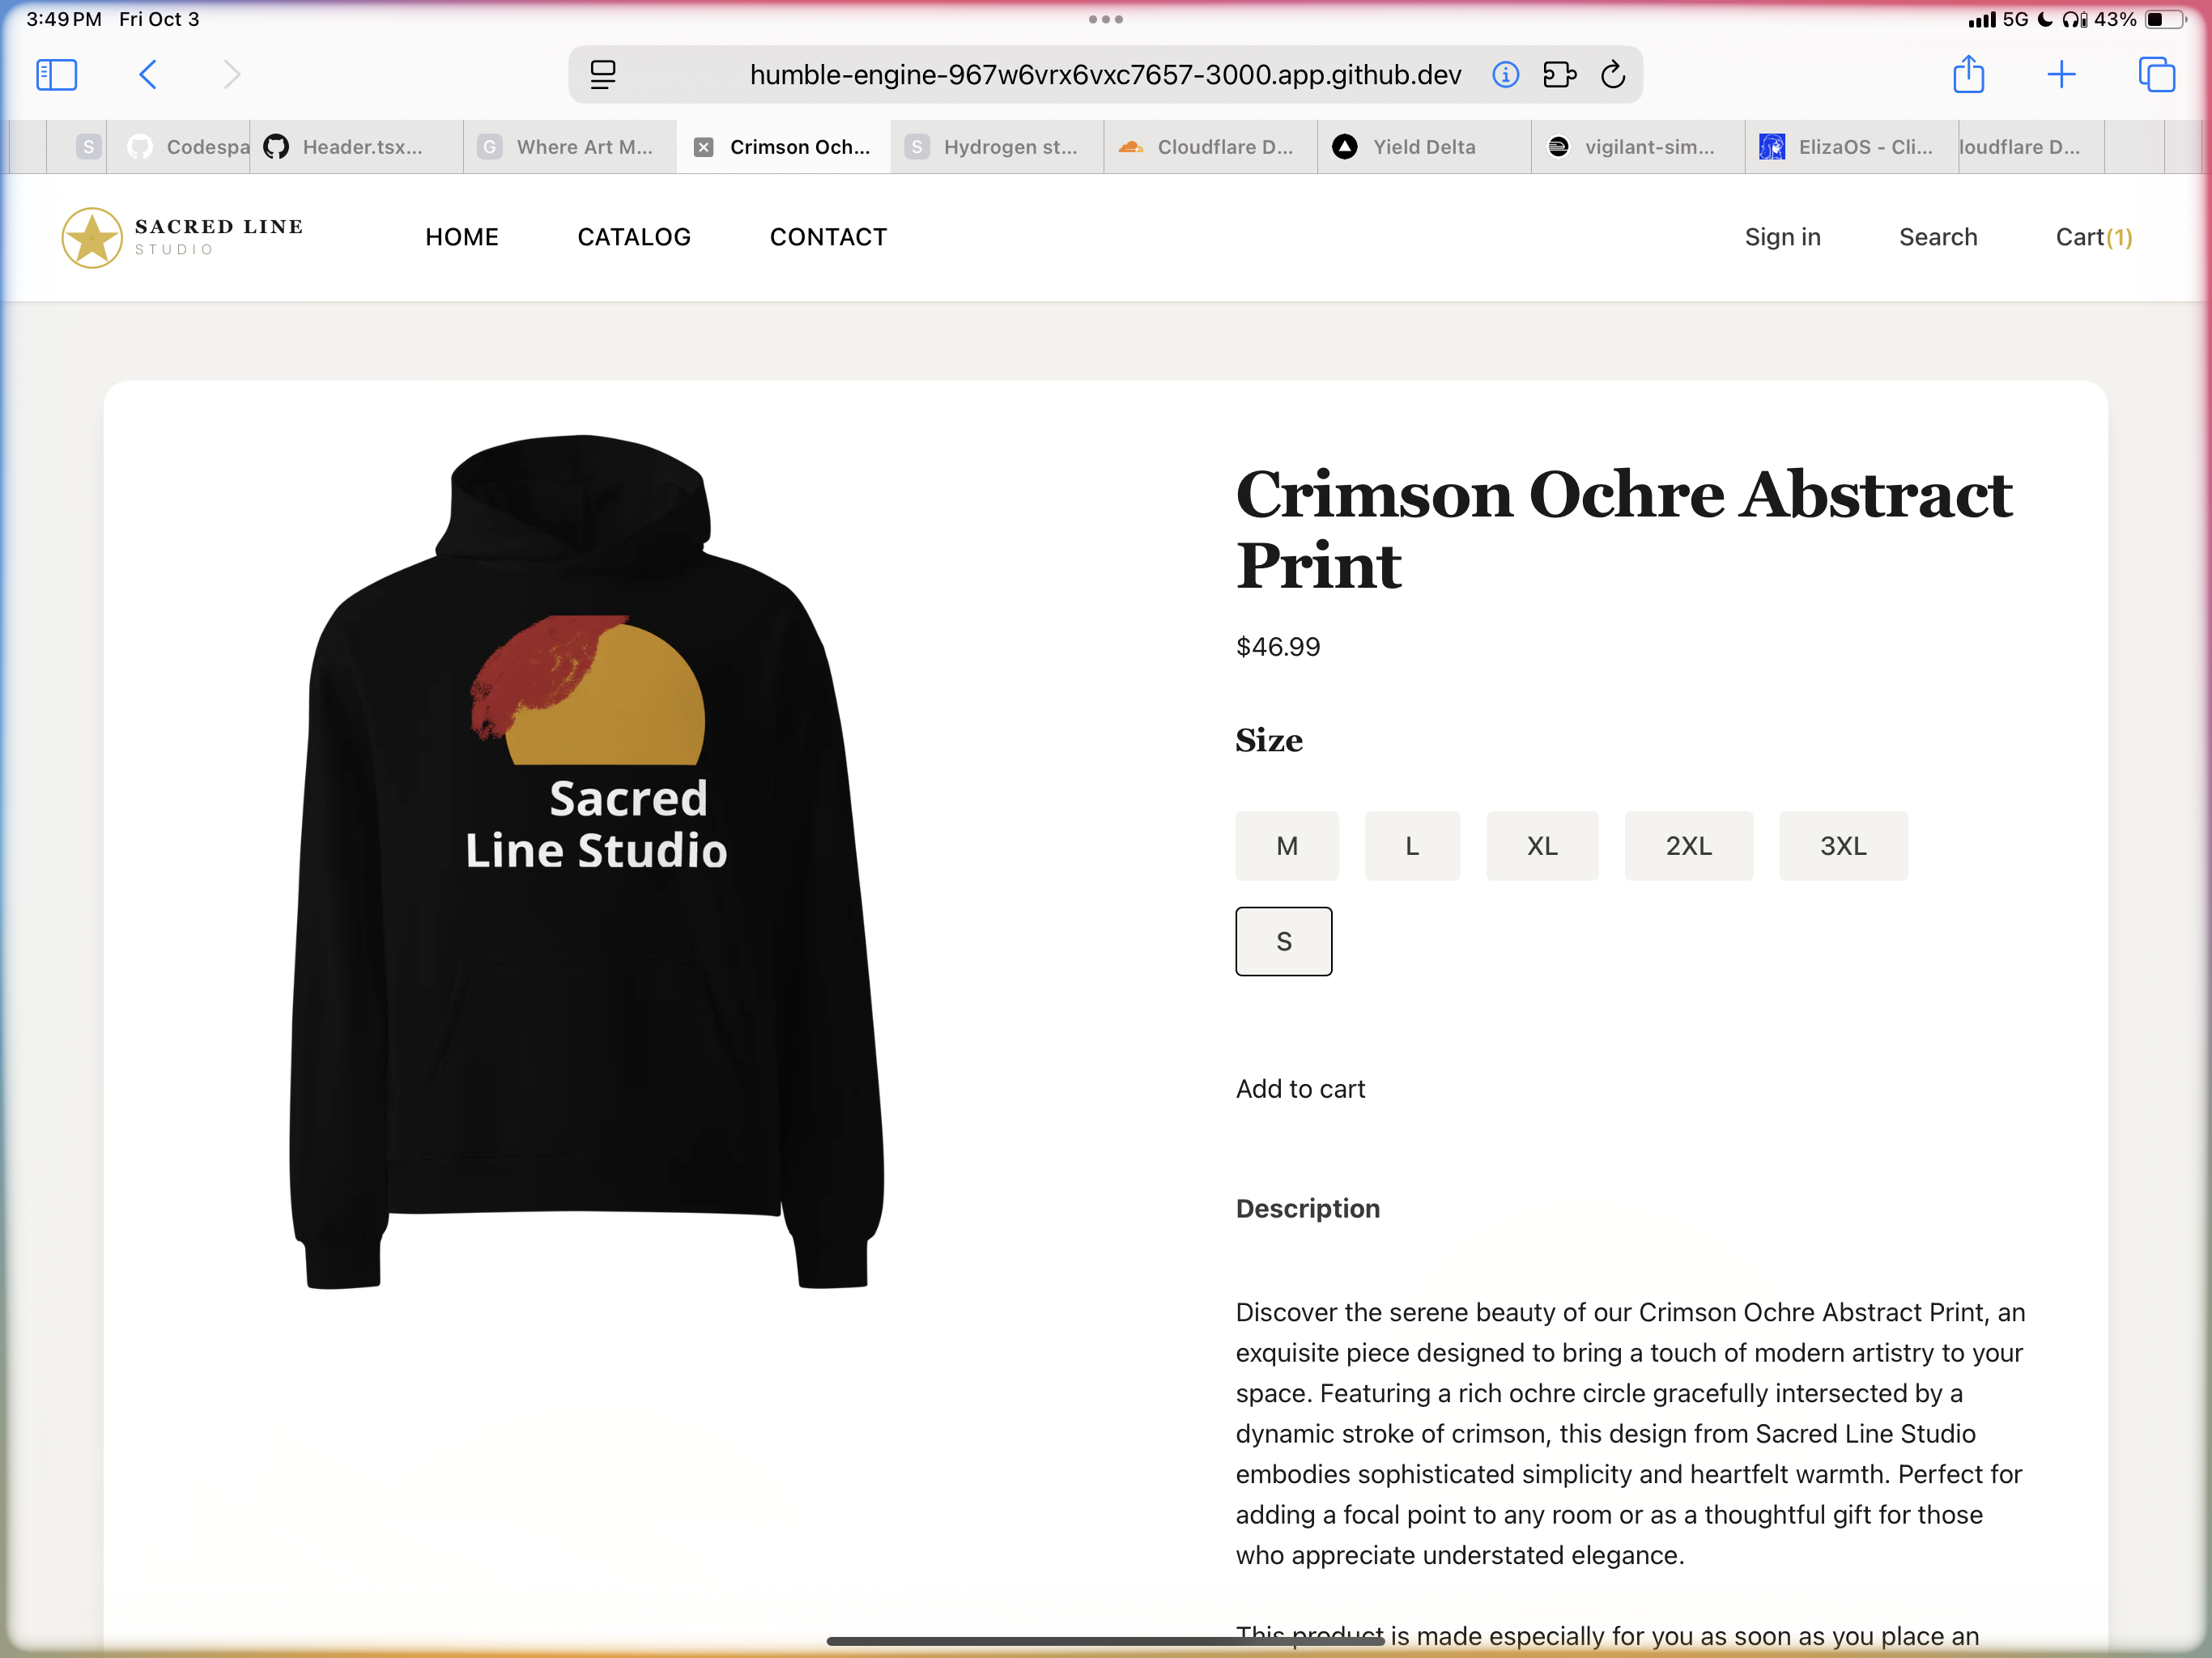 3:49 PM Fri Oct 3
5G 43%
humble-engine-967w6vrx6vxc7657-3000.app.github.dev
S
Codespa
Header.tsx...
G
Where Art M...
Crimson Och...
S
Hydrogen st...
Cloudflare D...
Yield Delta
vigilant-sim...
ElizaOS - Cli...
loudflare D...
SACRED LINE
STUDIO
HOME
CATALOG
CONTACT
Sign in
Search
Cart(1)
Sacred
Line Studio
Crimson Ochre Abstract
Print
$46.99
Size
M
L
XL
2XL
3XL
S
Add to cart
Description
Discover the serene beauty of our Crimson Ochre Abstract Print, an
exquisite piece designed to bring a touch of modern artistry to your
space. Featuring a rich ochre circle gracefully intersected by a
dynamic stroke of crimson, this design from Sacred Line Studio
embodies sophisticated simplicity and heartfelt warmth. Perfect for
adding a focal point to any room or as a thoughtful gift for those
who appreciate understated elegance.
This product is made especially for you as soon as you place an